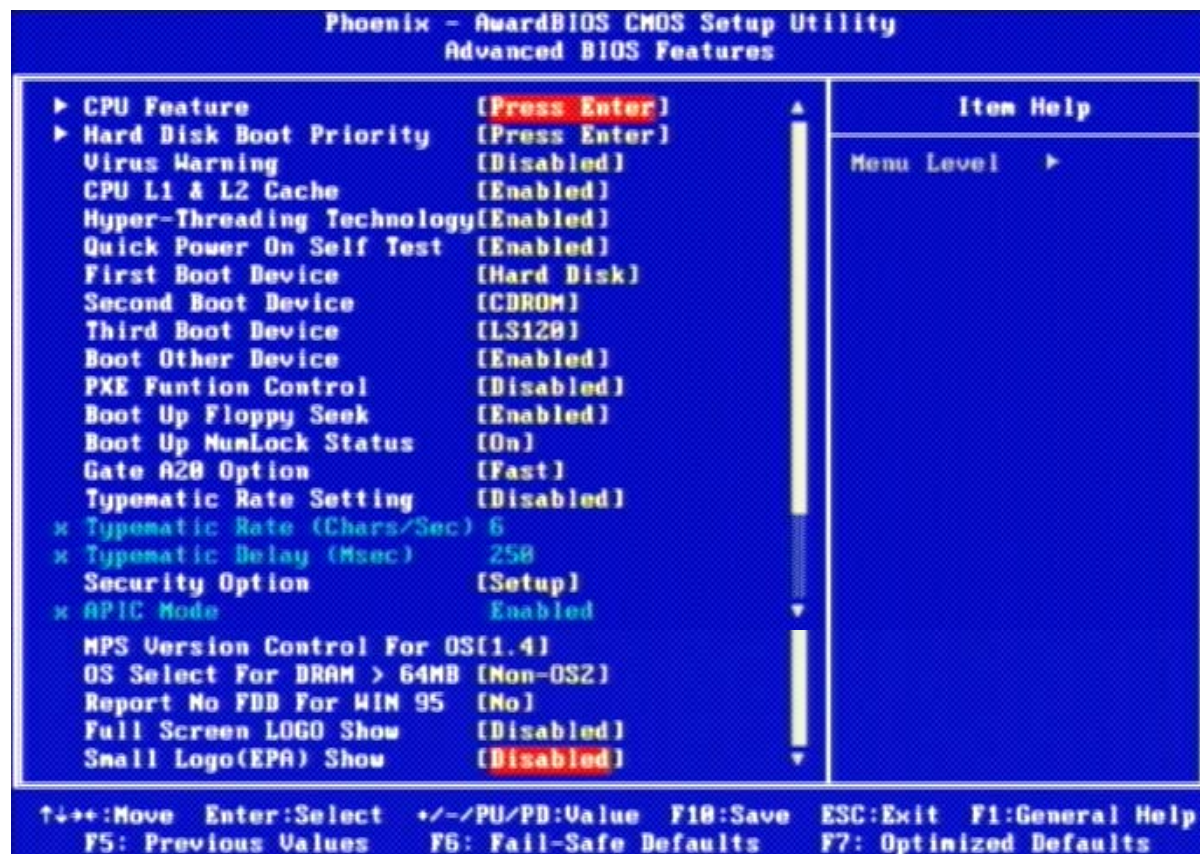 Phoenix - AwardBIOS CMOS Setup Utility
Advanced BIOS Features
▶ CPU Feature [Press Enter]
▶ Hard Disk Boot Priority [Press Enter]
Virus Warning [Disabled]
CPU L1 & L2 Cache [Enabled]
Hyper-Threading Technology[Enabled]
Quick Power On Self Test [Enabled]
First Boot Device [Hard Disk]
Second Boot Device [CDROM]
Third Boot Device [LS120]
Boot Other Device [Enabled]
PXE Funtion Control [Disabled]
Boot Up Floppy Seek [Enabled]
Boot Up NumLock Status [On]
Gate A20 Option [Fast]
Typematic Rate Setting [Disabled]
x Typematic Rate (Chars/Sec) 6
x Typematic Delay (Msec) 250
Security Option [Setup]
x APIC Mode Enabled
MPS Version Control For OS[1.4]
OS Select For DRAM > 64MB [Non-OS2]
Report No FDD For WIN 95 [No]
Full Screen LOGO Show [Disabled]
Small Logo(EPA) Show [Disabled]
Item Help
Menu Level ▶
↑↓→←:Move Enter:Select +/-/PU/PD:Value F10:Save ESC:Exit F1:General Help
F5: Previous Values F6: Fail-Safe Defaults F7: Optimized Defaults